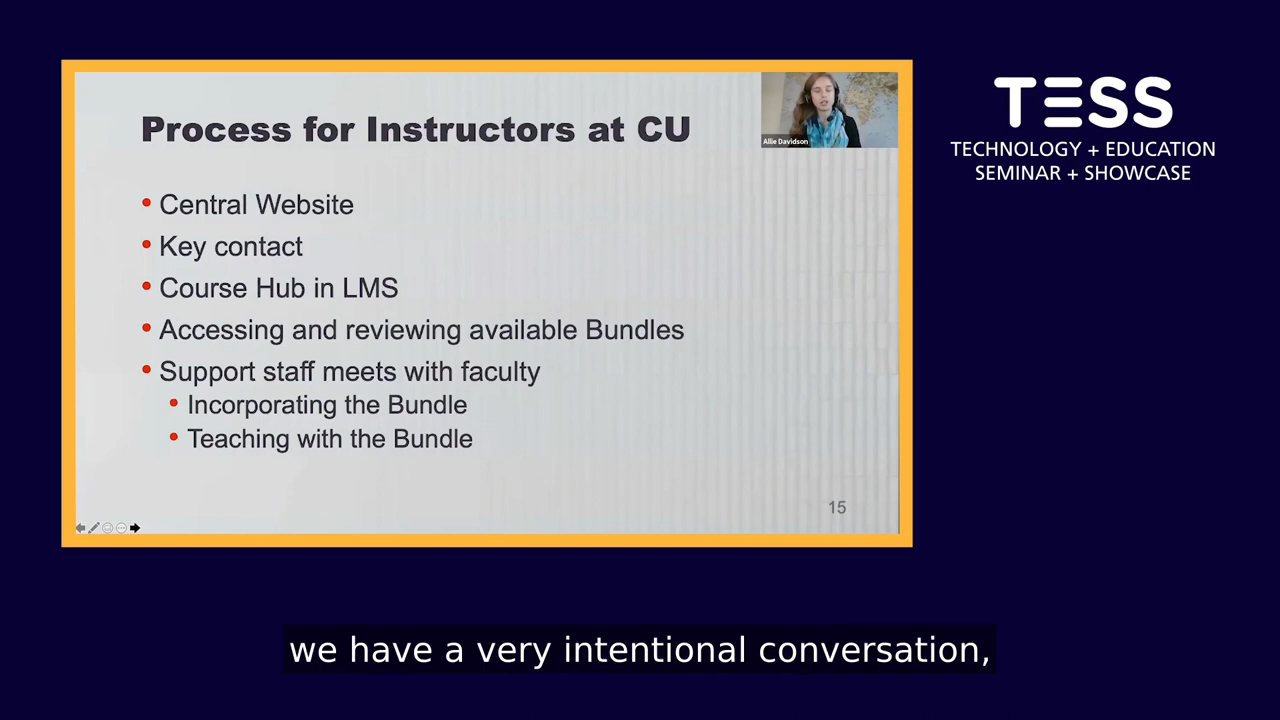 Process for Instructors at CU
Allie Davidson
• Central Website
• Key contact
• Course Hub in LMS
• Accessing and reviewing available Bundles
• Support staff meets with faculty
• Incorporating the Bundle
• Teaching with the Bundle
15
TESS
TECHNOLOGY + EDUCATION
SEMINAR + SHOWCASE
we have a very intentional conversation,